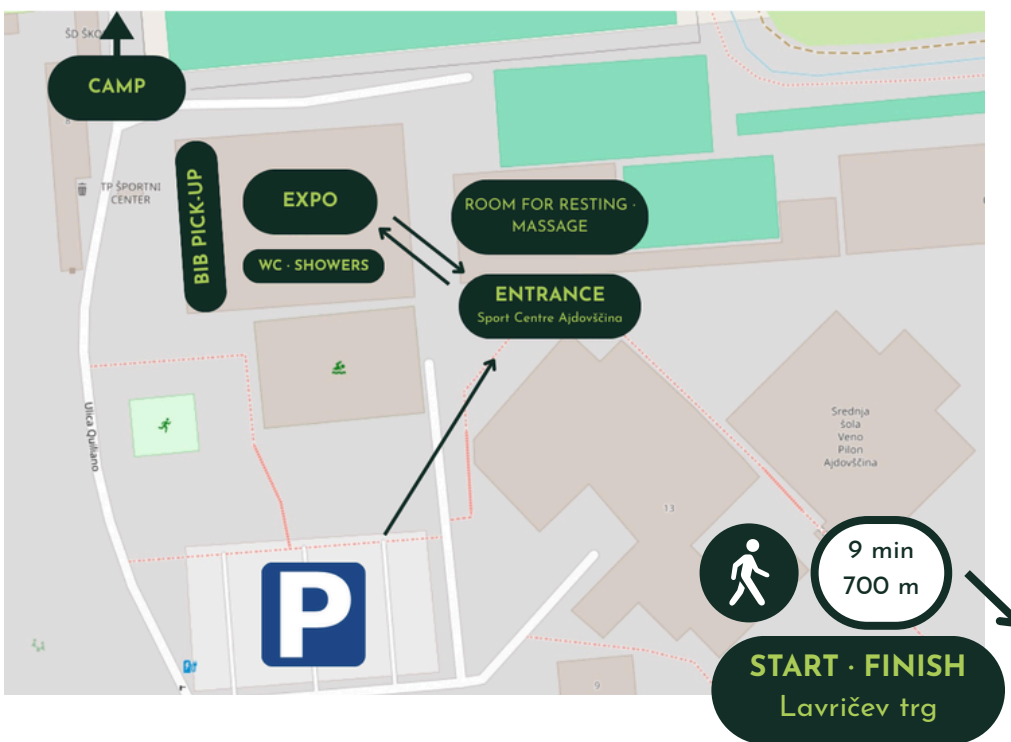 ŠD ŠKO
CAMP
TP ŠPORTNI
CENTER
BIB PICK-UP
EXPO
WC · SHOWERS
ROOM FOR RESTING ·
MASSAGE
ENTRANCE
Sport Centre Ajdovščina
Ulica Quiliano
Srednja
šola
Veno
Pilon
Ajdovščina
13
P
9
9 min
700 m
START · FINISH
Lavričev trg